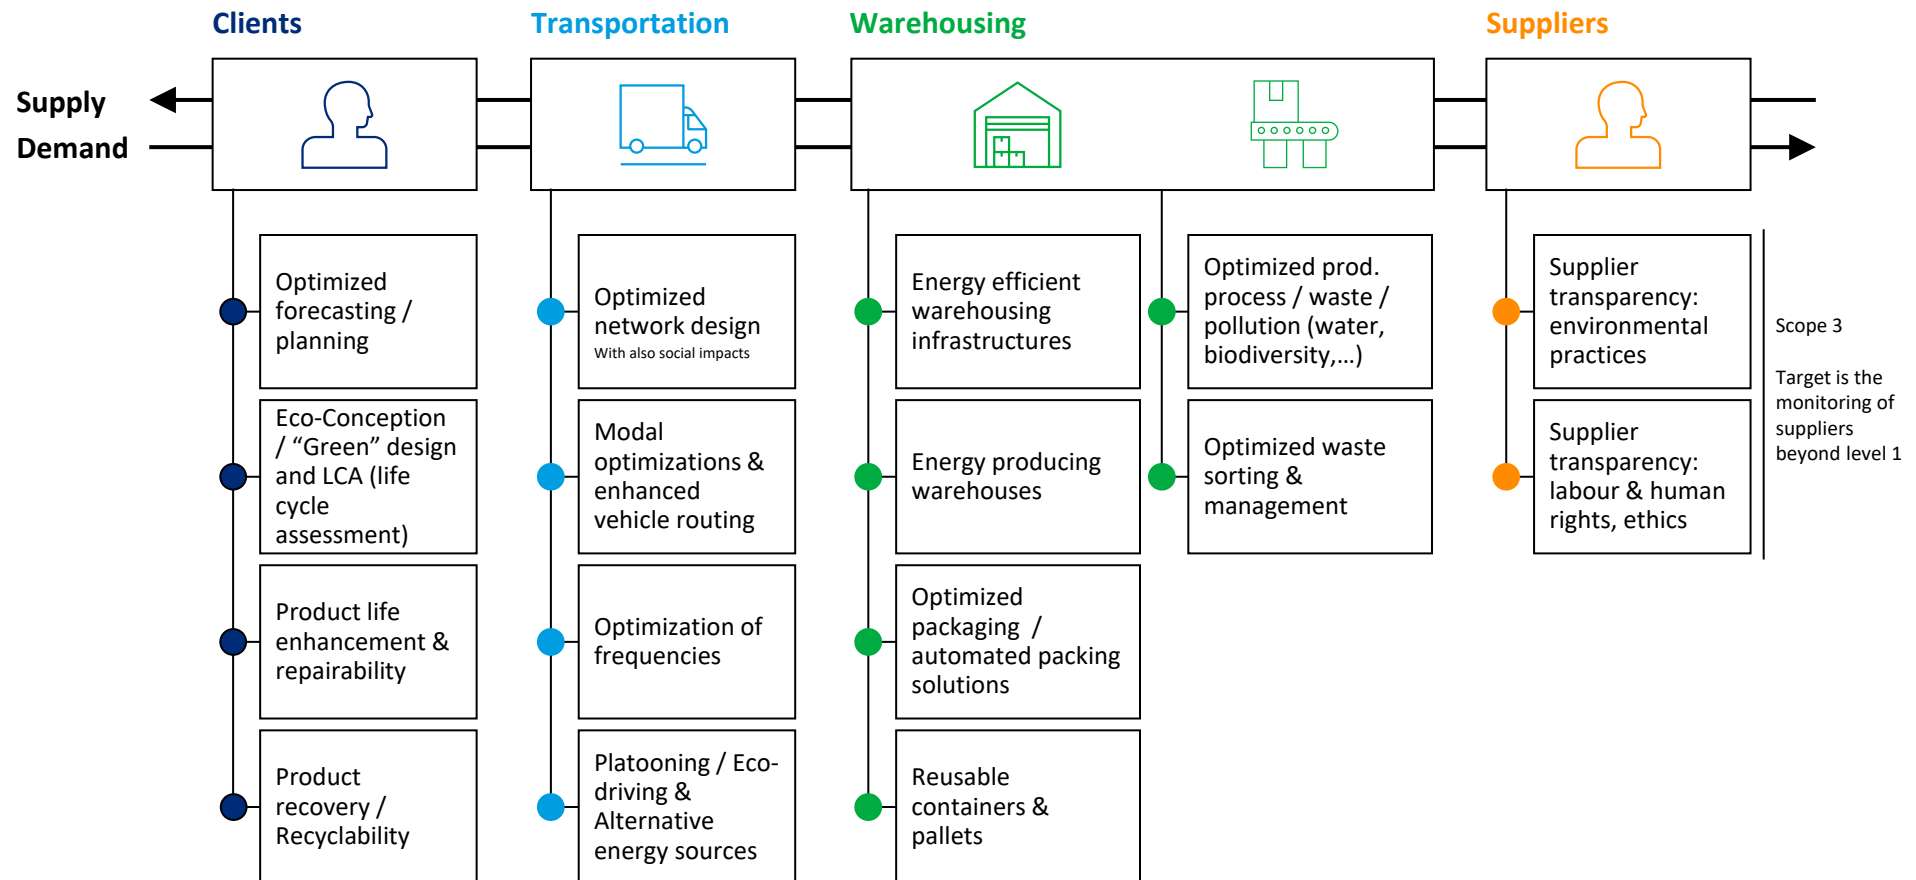 Clients
Transportation
Warehousing
Suppliers
Supply
Demand
Optimized
forecasting /
planning
Eco-Conception
/ “Green” design
and LCA (life
cycle
assessment)
Product life
enhancement &
repairability
Product
recovery /
Recyclability
Optimized
network design
With also social impacts
Modal
optimizations &
enhanced
vehicle routing
Optimization of
frequencies
Platooning / Eco-
driving &
Alternative
energy sources
Energy efficient
warehousing
infrastructures
Energy producing
warehouses
Optimized
packaging /
automated packing
solutions
Reusable
containers &
pallets
Optimized prod.
process / waste /
pollution (water,
biodiversity,...)
Optimized waste
sorting &
management
Supplier
transparency:
environmental
practices
Supplier
transparency:
labour & human
rights, ethics
Scope 3
Target is the
monitoring of
suppliers
beyond level 1